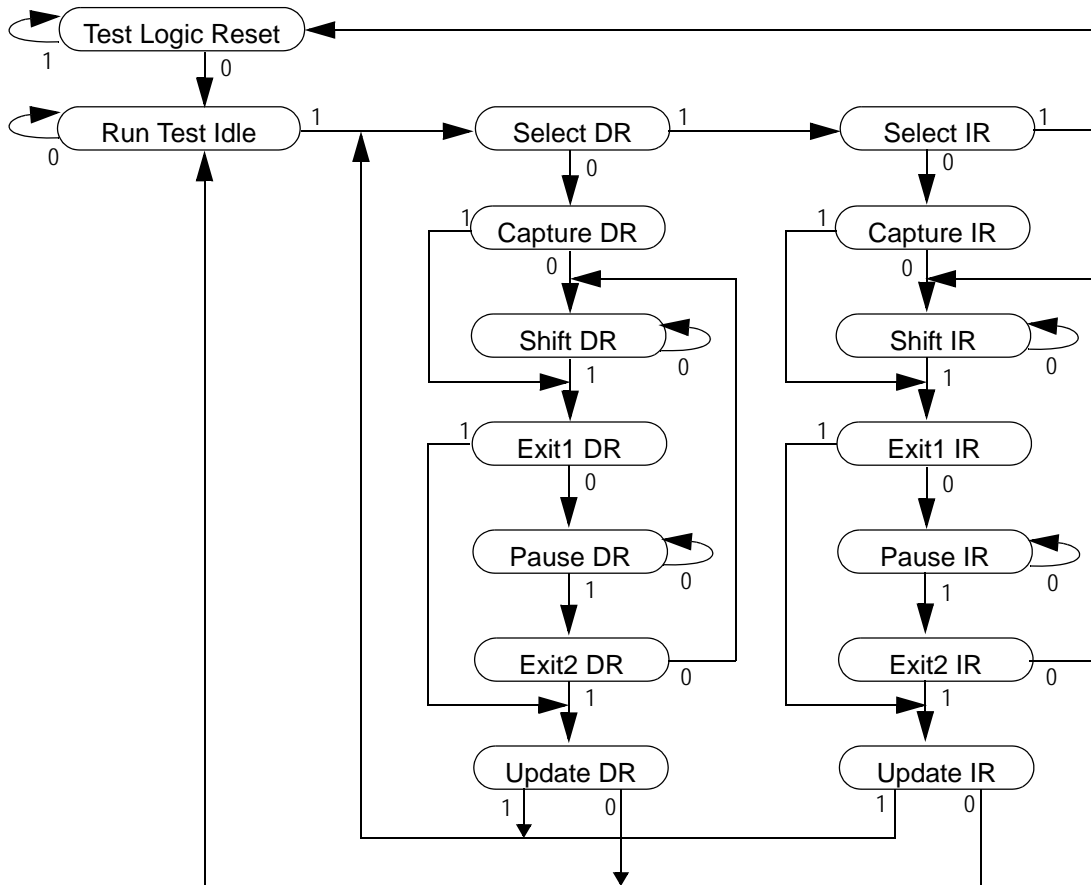 Test Logic Reset
1
0
Run Test Idle
1
Select DR
1
Select IR
1
0
0
0
1
Capture DR
1
Capture IR
0
0
Shift DR
Shift IR
0
0
1
1
1
Exit1 DR
1
Exit1 IR
0
0
Pause DR
Pause IR
0
0
1
1
Exit2 DR
Exit2 IR
0
0
1
1
Update DR
Update IR
1
0
1
0